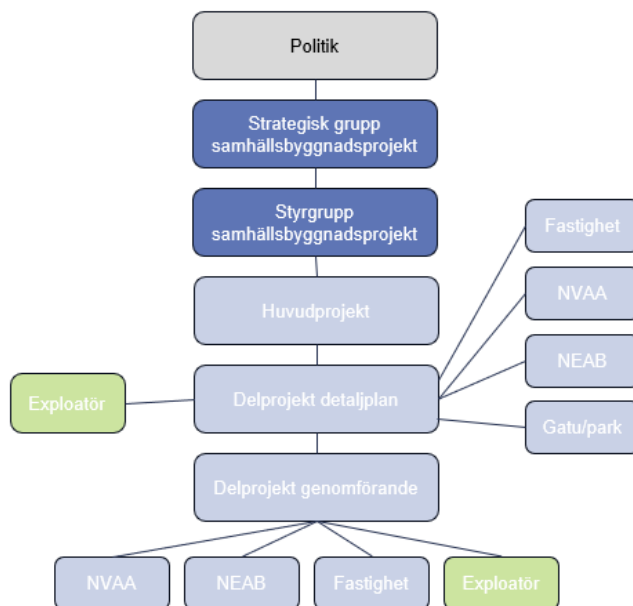 Politik
Strategisk grupp
samhällsbyggnadsprojekt
Styrgrupp
samhällsbyggnadsprojekt
Fastighet
NVAA
Huvudprojekt
NEAB
Exploatör
Delprojekt detaljplan
Gatu/park
Delprojekt genomförande
NVAA
NEAB
Fastighet
Exploatör